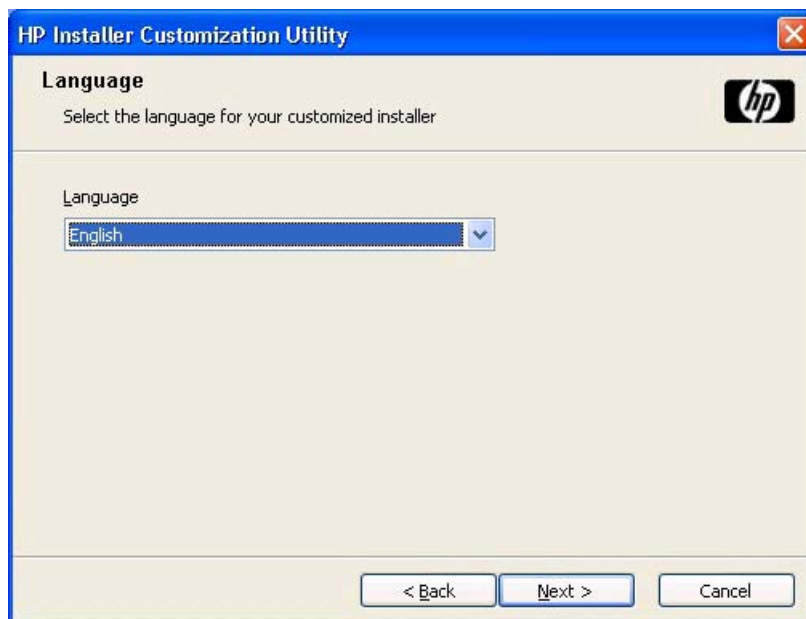 HP Installer Customization Utility
Language
Select the language for your customized installer
hp
Language
English
< Back
Next >
Cancel